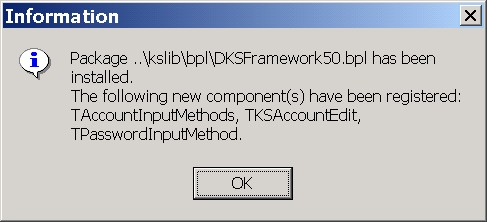 Information
Package ..\kslib\bpl\DKSFramework50.bpl has been
installed.
The following new component(s) have been registered:
TAccountInputMethods, TKSAccountEdit,
TPasswordInputMethod.
OK